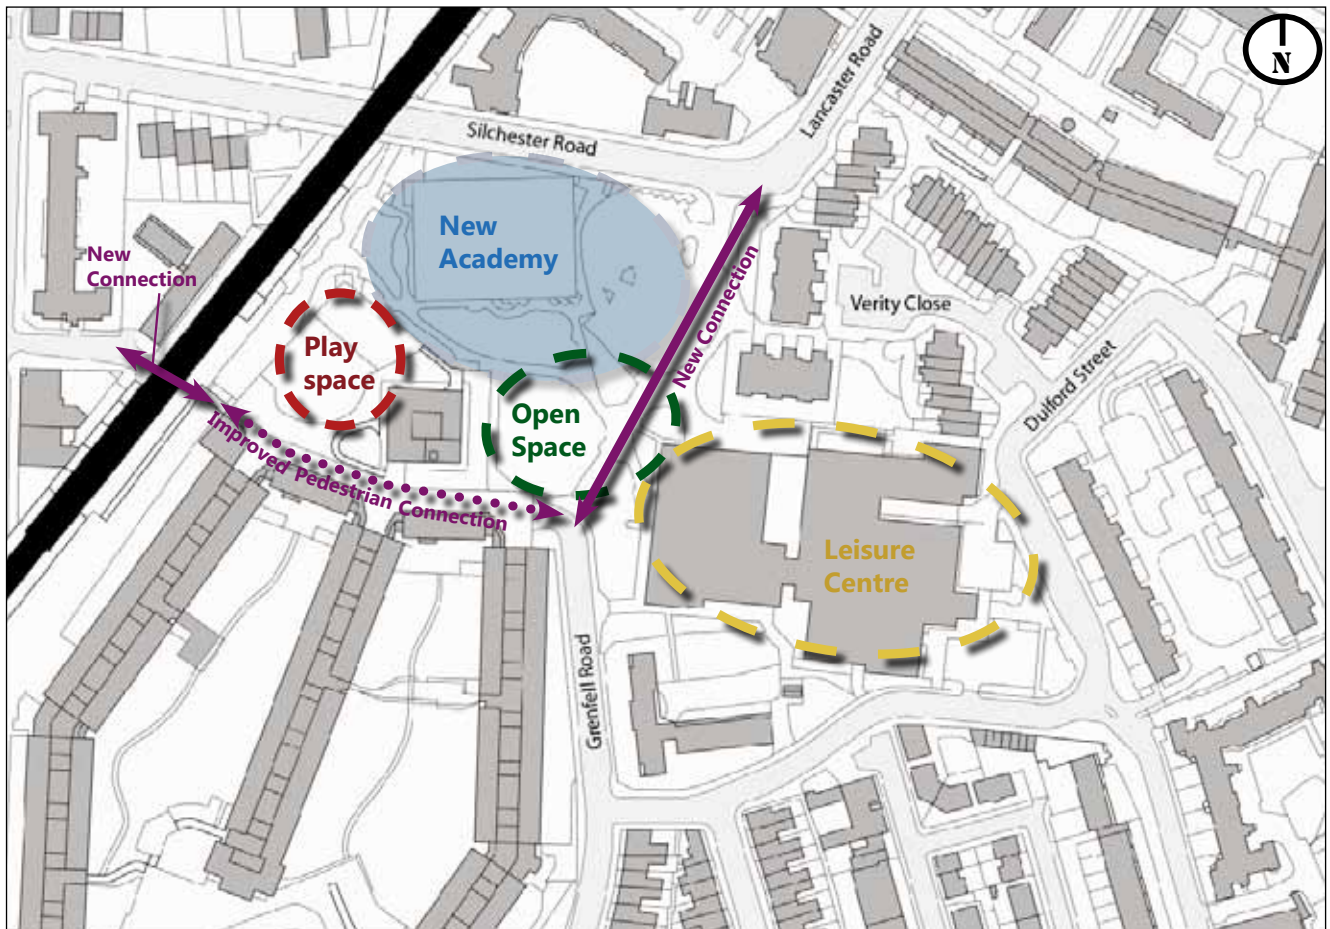 N
Lancaster Road
Silchester Road
New
Academy
New
Connection
New Connection
Verity Close
Play
space
Dulford Street
Open
Space
Improved Pedestrian Connection
Leisure
Centre
Grenfell Road